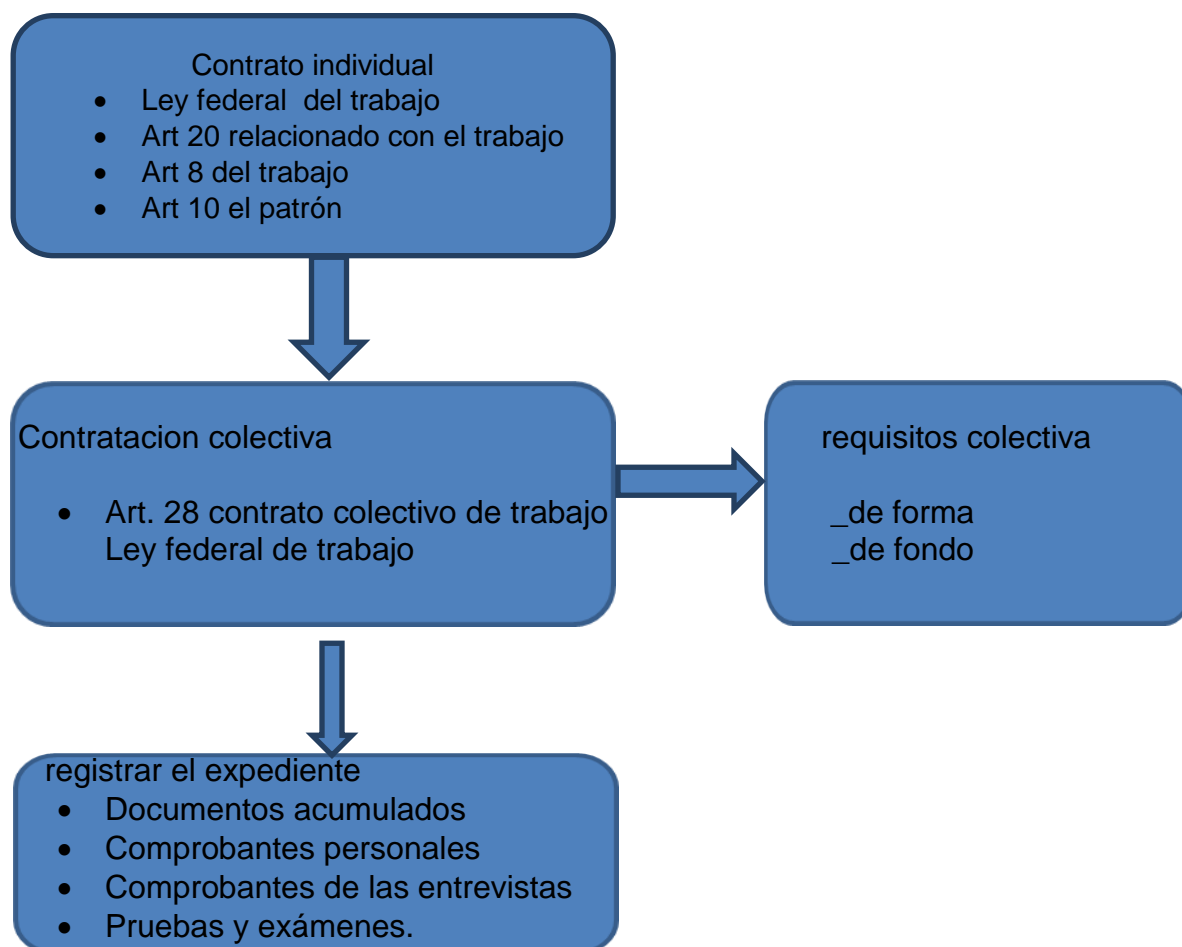 Contrato individual
• Ley federal  del trabajo
• Art 20 relacionado con el trabajo
• Art 8 del trabajo
• Art 10 el patrón
Contratacion colectiva
• Art. 28 contrato colectivo de trabajo
Ley federal de trabajo
requisitos colectiva
_de forma
_de fondo
registrar el expediente
• Documentos acumulados
• Comprobantes personales
• Comprobantes de las entrevistas
• Pruebas y exámenes.